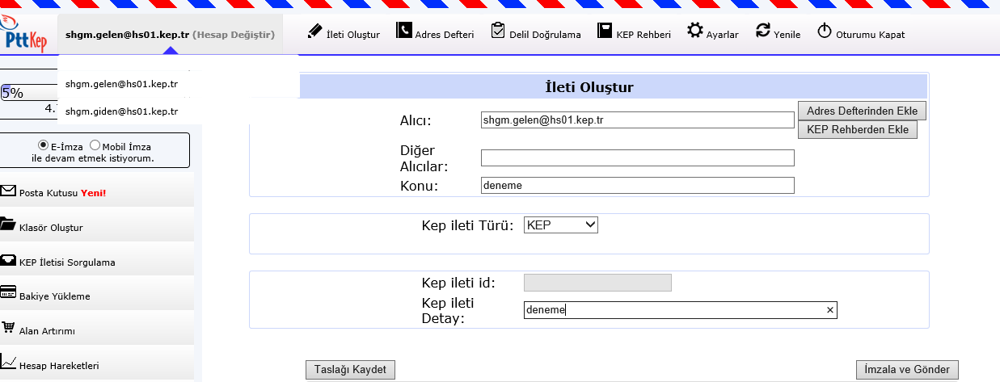 PttKep
shgm.gelen@hs01.kep.tr (Hesap Değiştir)
İleti Oluştur
Adres Defteri
Delil Doğrulama
KEP Rehberi
Ayarlar
Yenile
Oturumu Kapat
shgm.gelen@hs01.kep.tr
shgm.giden@hs01.kep.tr
5%
E-İmza Mobil İmza
ile devam etmek istiyorum.
Posta Kutusu Yeni!
Klasör Oluştur
KEP İletisi Sorgulama
Bakiye Yükleme
Alan Artırımı
Hesap Hareketleri
İleti Oluştur
Alıcı: shgm.gelen@hs01.kep.tr
Adres Defterinden Ekle
KEP Rehberden Ekle
Diğer
Alıcılar:
Konu: deneme
Kep ileti Türü: KEP
Kep ileti id:
Kep ileti
Detay: deneme
Taslağı Kaydet
İmzala ve Gönder